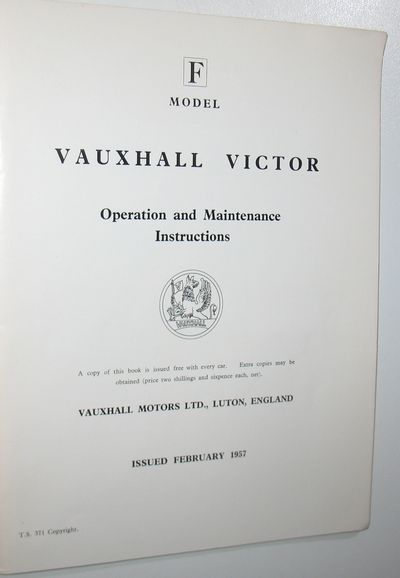 F
MODEL
VAUXHALL VICTOR
Operation and Maintenance
Instructions
A copy of this book is issued free with every car. Extra copies may be
obtained (price two shillings and sixpence each, net).
VAUXHALL MOTORS LTD., LUTON, ENGLAND
ISSUED FEBRUARY 1957
T.S. 371 Copyright.